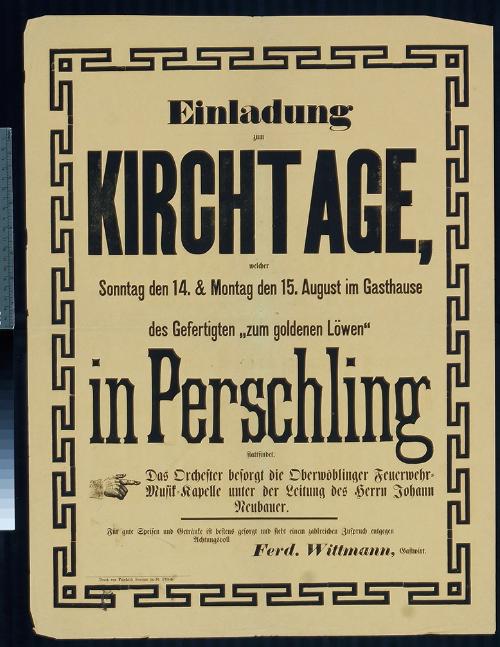 Einladung
zum
KIRCHTAGE,
welcher
Sonntag den 14. & Montag den 15. August im Gasthause
des Gefertigten „zum goldenen Löwen“
in Perschling
stattfindet.
Das Orchester besorgt die Oberwöblinger Feuerwehr-
Musik-Kapelle unter der Leitung des Herrn Johann
Neubauer.
Für gute Speisen und Getränke ist bestens gesorgt und sieht einem zahlreichen Zuspruch entgegen
Achtungsvoll
Ferd. Wittmann, Gastwirt.
Druck von